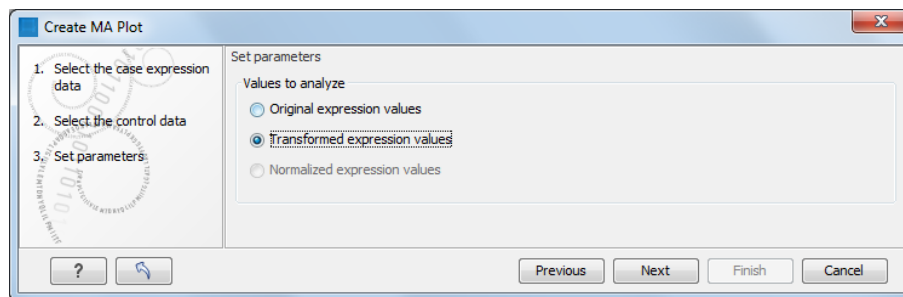 Create MA Plot
1. Select the case expression
data
2. Select the control data
3. Set parameters
Set parameters
Values to analyze
Original expression values
Transformed expression values
Normalized expression values
?
Previous
Next
Finish
Cancel